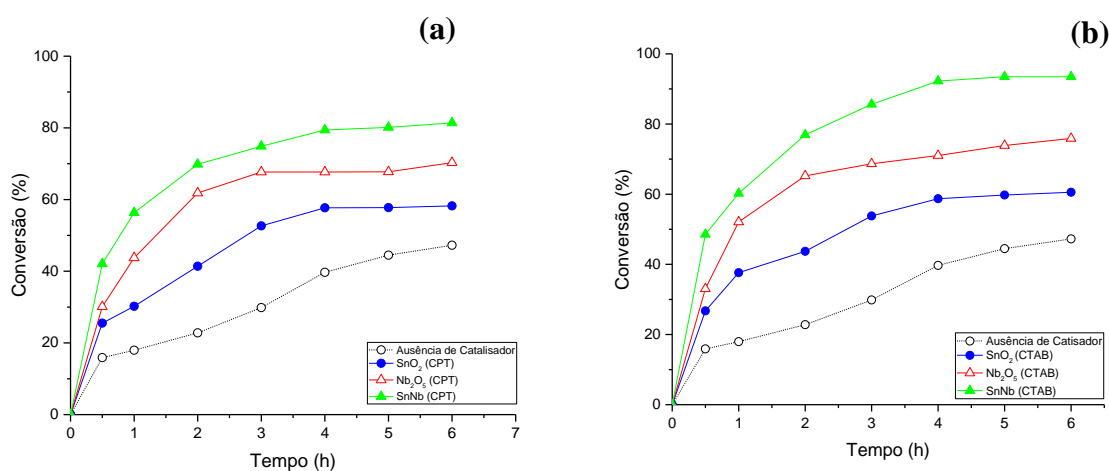 (a)
100
80
60
40
20
0
Conversão (%)
0 1 2 3 4 5 6 7
Tempo (h)
Ausência de Catalisador
SnO₂ (CPT)
Nb₂O₅ (CPT)
SnNb (CPT)
(b)
100
80
60
40
20
0
Conversão (%)
0 1 2 3 4 5 6
Tempo (h)
Ausência de Catisador
SnO₂ (CTAB)
Nb₂O₅ (CTAB)
SnNb (CTAB)